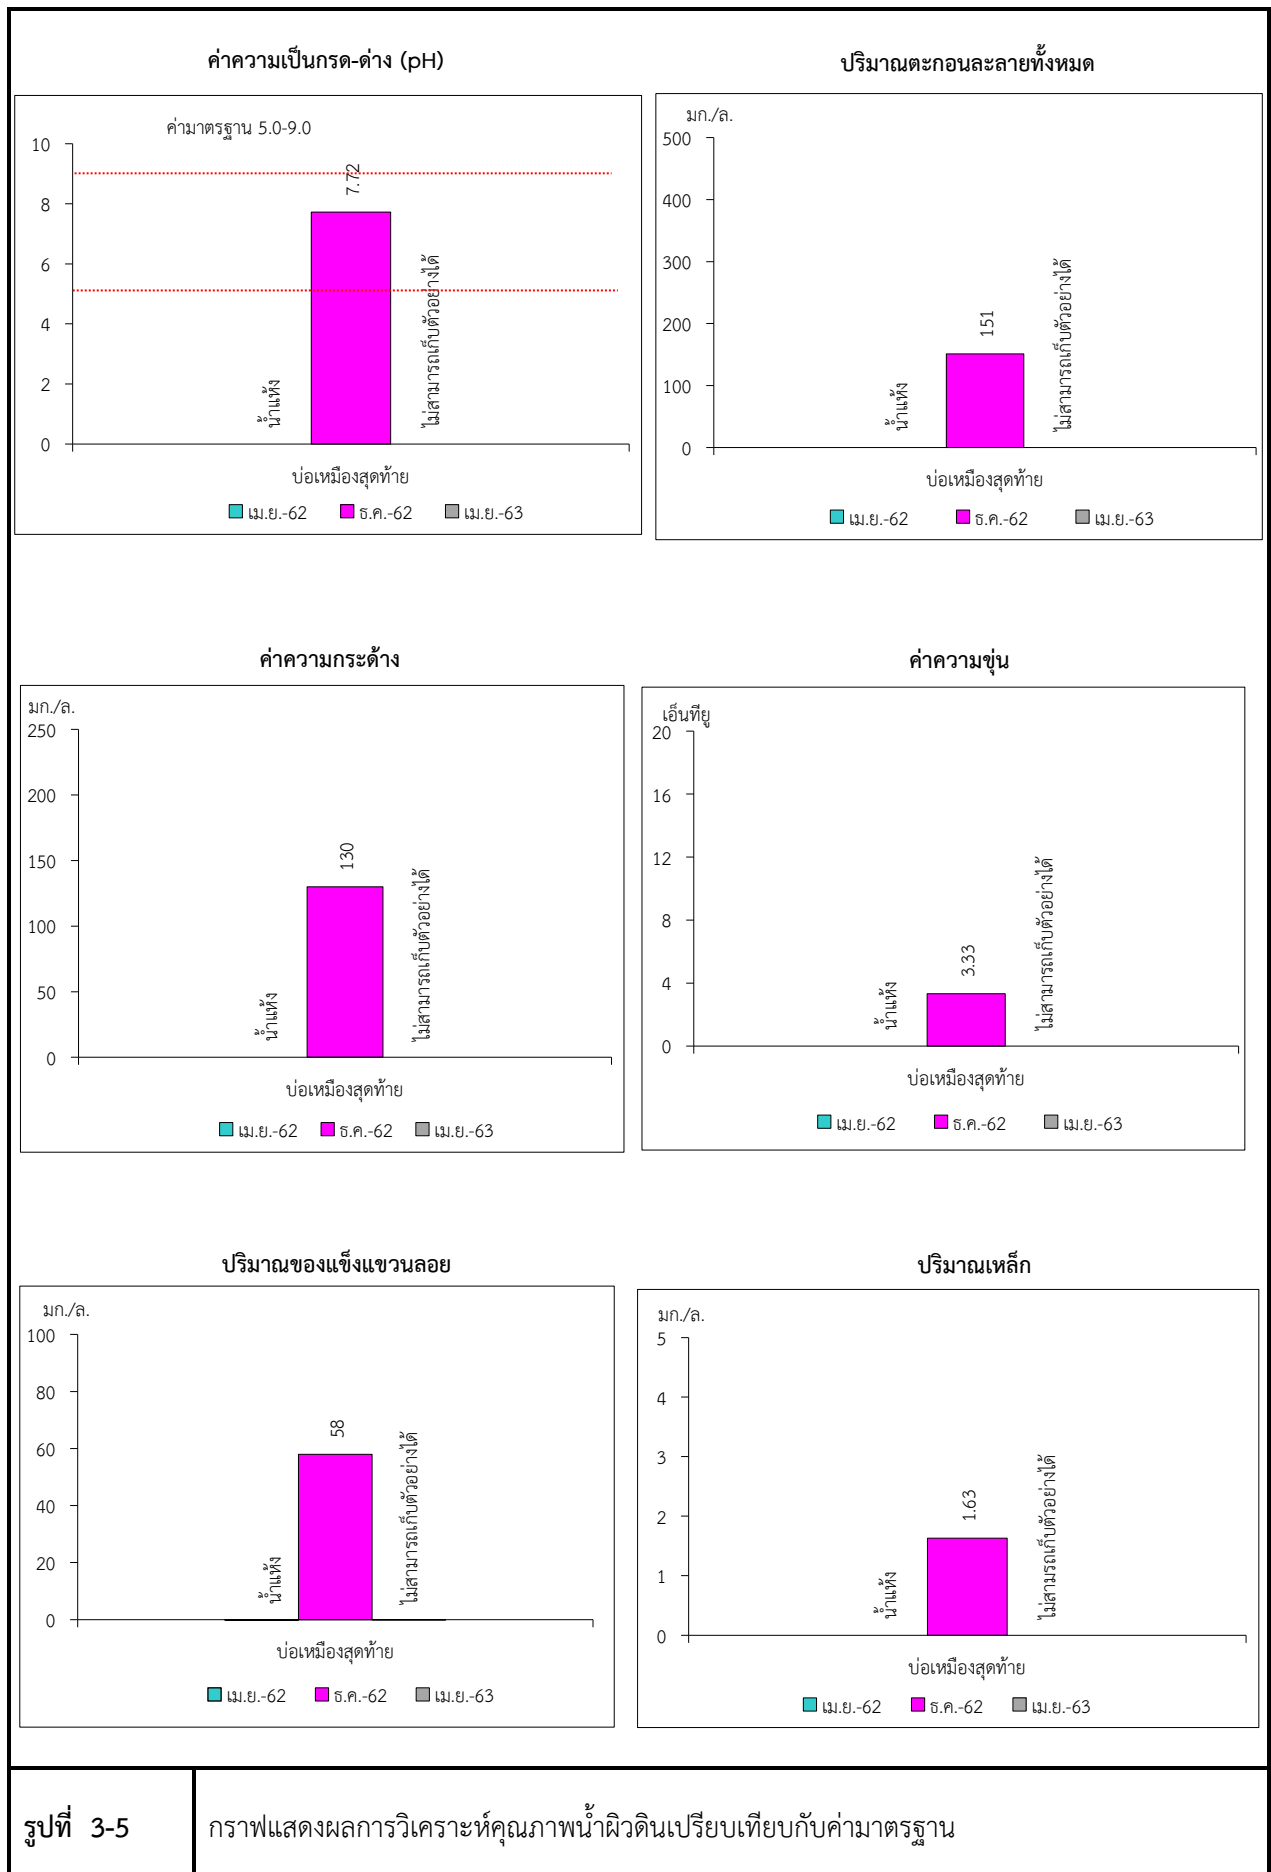 ค่าความเป็นกรด-ด่าง (pH)
ค่ามาตรฐาน 5.0-9.0
10
8
6
4
2
0
น้ำแห้ง
7.72
ไม่สามารถเก็บตัวอย่างได้
บ่อเหมืองสุดท้าย
เม.ย.-62 ธ.ค.-62 เม.ย.-63
ปริมาณตะกอนละลายทั้งหมด
มก./ล.
500
400
300
200
100
0
น้ำแห้ง
151
ไม่สามารถเก็บตัวอย่างได้
บ่อเหมืองสุดท้าย
เม.ย.-62 ธ.ค.-62 เม.ย.-63
ค่าความกระด้าง
มก./ล.
250
200
150
100
50
0
น้ำแห้ง
130
ไม่สามารถเก็บตัวอย่างได้
บ่อเหมืองสุดท้าย
เม.ย.-62 ธ.ค.-62 เม.ย.-63
ค่าความขุ่น
เอ็นทียู
20
16
12
8
4
0
น้ำแห้ง
3.33
ไม่สามารถเก็บตัวอย่างได้
บ่อเหมืองสุดท้าย
เม.ย.-62 ธ.ค.-62 เม.ย.-63
ปริมาณของแข็งแขวนลอย
มก./ล.
100
80
60
40
20
0
น้ำแห้ง
58
ไม่สามารถเก็บตัวอย่างได้
บ่อเหมืองสุดท้าย
เม.ย.-62 ธ.ค.-62 เม.ย.-63
ปริมาณเหล็ก
มก./ล.
5
4
3
2
1
0
น้ำแห้ง
1.63
ไม่สามรถเก็บตัวอย่างได้
บ่อเหมืองสุดท้าย
เม.ย.-62 ธ.ค.-62 เม.ย.-63
รูปที่ 3-5
กราฟแสดงผลการวิเคราะห์คุณภาพน้ำผิวดินเปรียบเทียบกับค่ามาตรฐาน